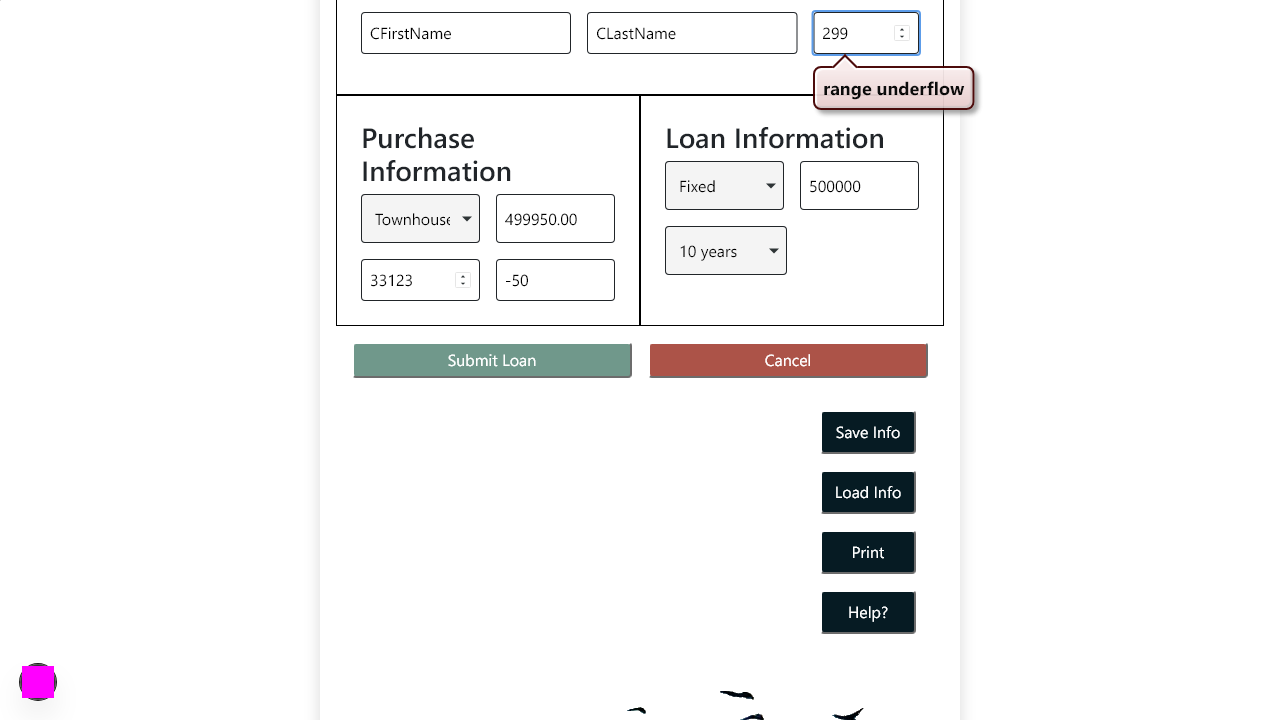 CFirstName CLastName 299
range underflow
Purchase
Information
Townhouse 499950.00
33123 -50
Loan Information
Fixed 500000
10 years
Submit Loan Cancel
Save Info
Load Info
Print
Help?